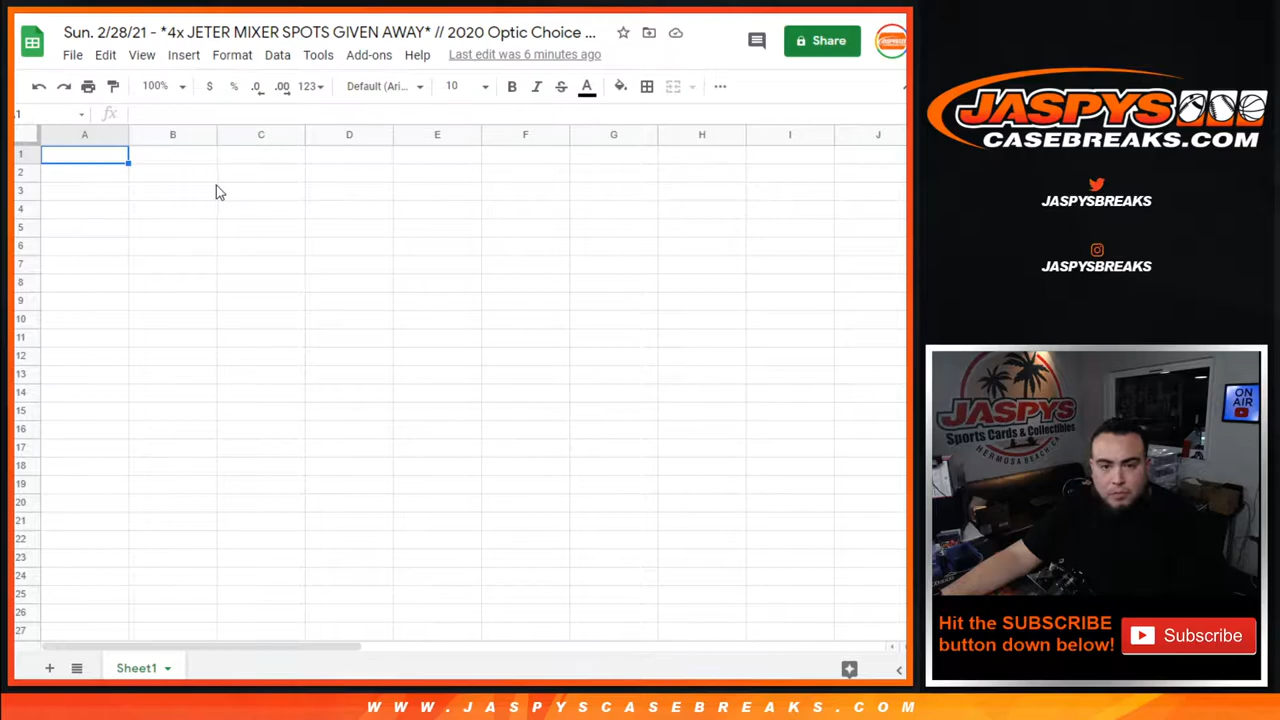 Sun. 2/28/21 - *4x JETER MIXER SPOTS GIVEN AWAY* // 2020 Optic Choice ...
File Edit View Insert Format Data Tools Add-ons Help Last edit was 6 minutes ago
Share
100% $ % .0 .00 123 Default (Ari... 10 B I S A ...
fx
A B C D E F G H I J
1
2
3
4
5
6
7
8
9
10
11
12
13
14
15
16
17
18
19
20
21
22
23
24
25
26
27
Sheet1
JASPYS
CASEBREAKS.COM
JASPYSBREAKS
JASPYSBREAKS
JASPYS
Sports Cards & Collectibles
HERMOSA BEACH, CA
ON
AIR
Hit the SUBSCRIBE
button down below!
Subscribe
WWW.JASPYSCASEBREAKS.COM